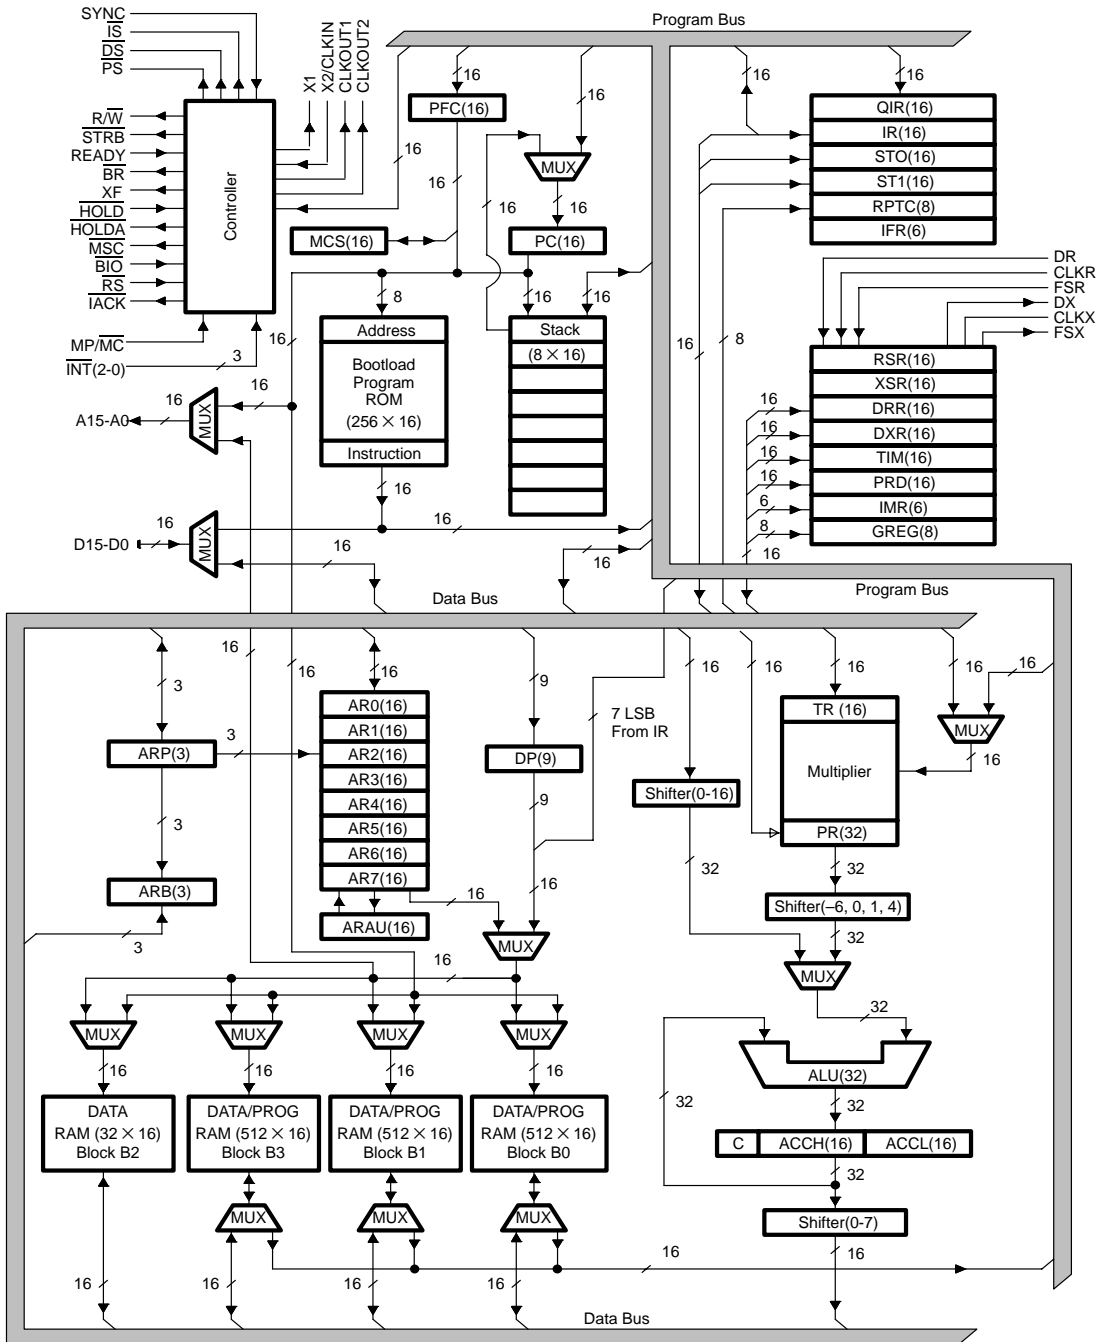 Program Bus
SYNC
IS
DS
PS
X1
X2/CLKIN
CLKOUT1
CLKOUT2
R/W
STRB
READY
BR
XF
HOLD
HOLDA
MSC
BIO
RS
IACK
Controller
MP/MC
INT(2-0)
3
16
16
16
PFC(16)
16
16
MUX
16
PC(16)
MCS(16)
16
16
QIR(16)
IR(16)
STO(16)
ST1(16)
RPTC(8)
IFR(6)
DR
CLKR
FSR
DX
CLKX
FSX
8
16
16
Address
Bootload
Program
ROM
(256 × 16)
Instruction
Stack
(8 × 16)
16
8
RSR(16)
XSR(16)
DRR(16)
DXR(16)
TIM(16)
PRD(16)
IMR(6)
GREG(8)
16
16
16
16
6
8
16
A15-A0
16
MUX
16
16
16
D15-D0
16
MUX
16
16
16
Data Bus
Program Bus
16
16
3
3
16
9
7 LSB
From IR
16
16
16
16
16
ARP(3)
AR0(16)
AR1(16)
AR2(16)
AR3(16)
AR4(16)
AR5(16)
AR6(16)
AR7(16)
DP(9)
9
TR (16)
Multiplier
PR(32)
MUX
16
Shifter(0-16)
3
ARB(3)
3
ARAU(16)
16
16
MUX
16
32
32
Shifter(–6, 0, 1, 4)
32
MUX
32
MUX
MUX
MUX
MUX
16
16
16
16
ALU(32)
32
32
DATA
RAM (32 × 16)
Block B2
DATA/PROG
RAM (512 × 16)
Block B3
DATA/PROG
RAM (512 × 16)
Block B1
DATA/PROG
RAM (512 × 16)
Block B0
C
ACCH(16)
ACCL(16)
32
MUX
MUX
MUX
Shifter(0-7)
16
16
16
16
16
16
Data Bus